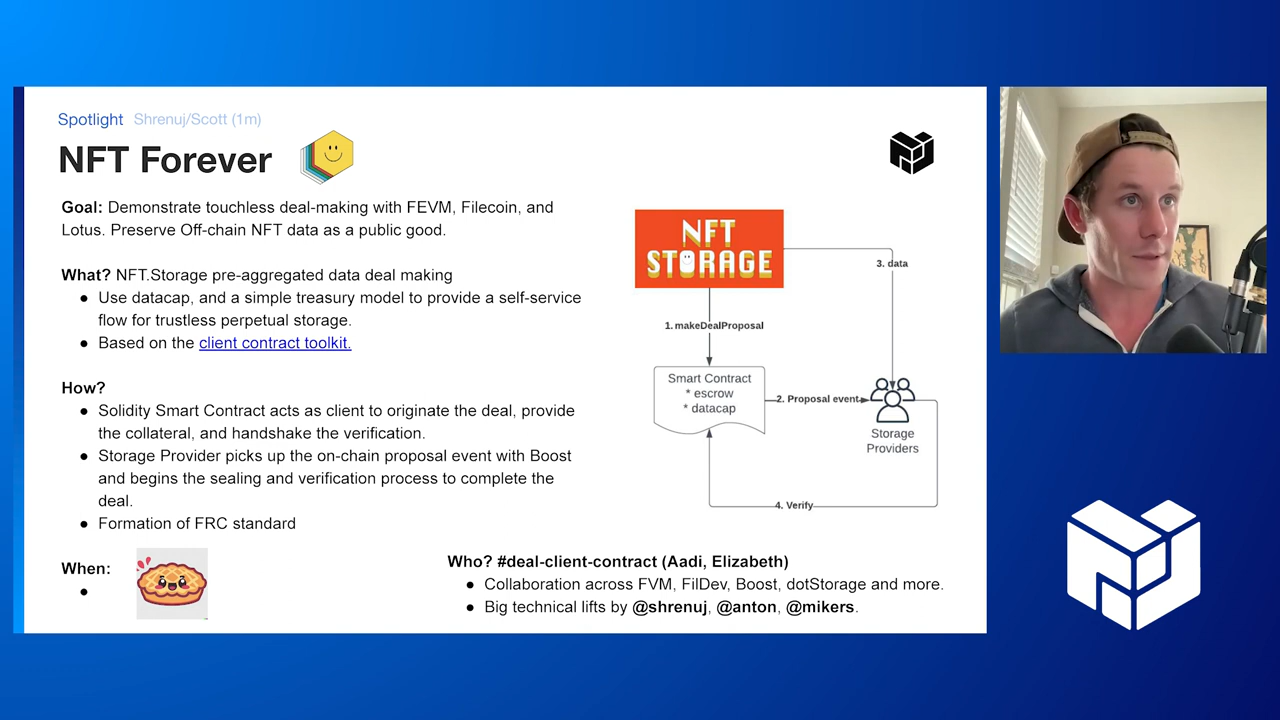 Spotlight Shrenuj/Scott (1m)
NFT Forever
Goal: Demonstrate touchless deal-making with FEVM, Filecoin, and
Lotus. Preserve Off-chain NFT data as a public good.
What? NFT.Storage pre-aggregated data deal making
● Use datacap, and a simple treasury model to provide a self-service
flow for trustless perpetual storage.
● Based on the client contract toolkit.
How?
● Solidity Smart Contract acts as client to originate the deal, provide
the collateral, and handshake the verification.
● Storage Provider picks up the on-chain proposal event with Boost
and begins the sealing and verification process to complete the
deal.
● Formation of FRC standard
When:
●
NFT
STORAGE
3. data
1. makeDealProposal
Smart Contract
* escrow
* datacap
2. Proposal event
Storage
Providers
4. Verify
Who? #deal-client-contract (Aadi, Elizabeth)
● Collaboration across FVM, FilDev, Boost, dotStorage and more.
● Big technical lifts by @shrenuj, @anton, @mikers.